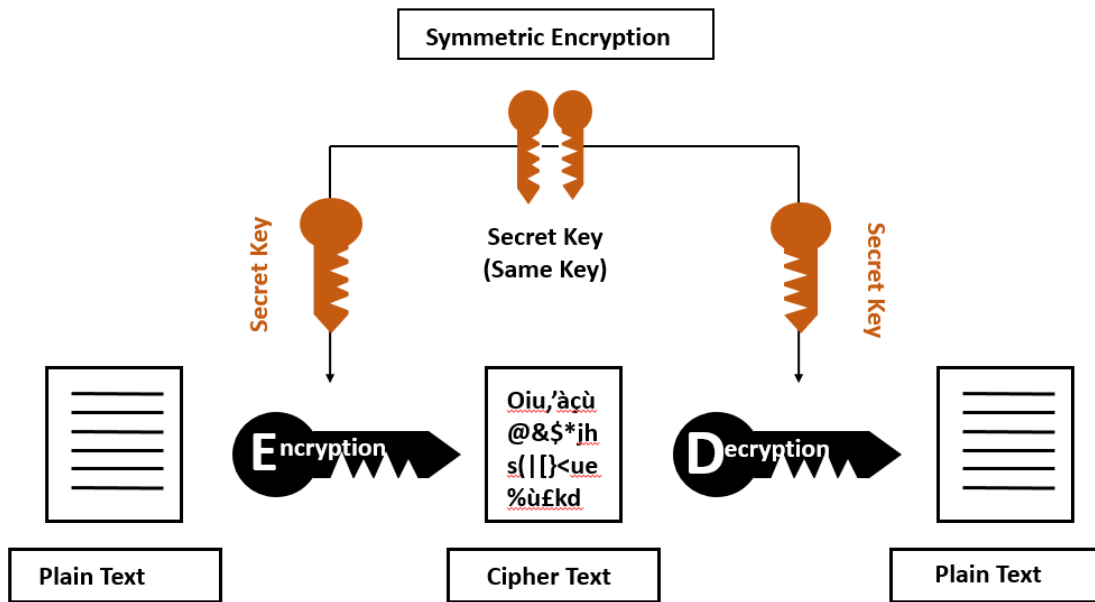 Symmetric Encryption
Secret Key
Secret Key
(Same Key)
Secret Key
Encryption
Oiu,’àçù
@&$*jh
s(|[}<ue
%ù£kd
Decryption
Plain Text
Cipher Text
Plain Text